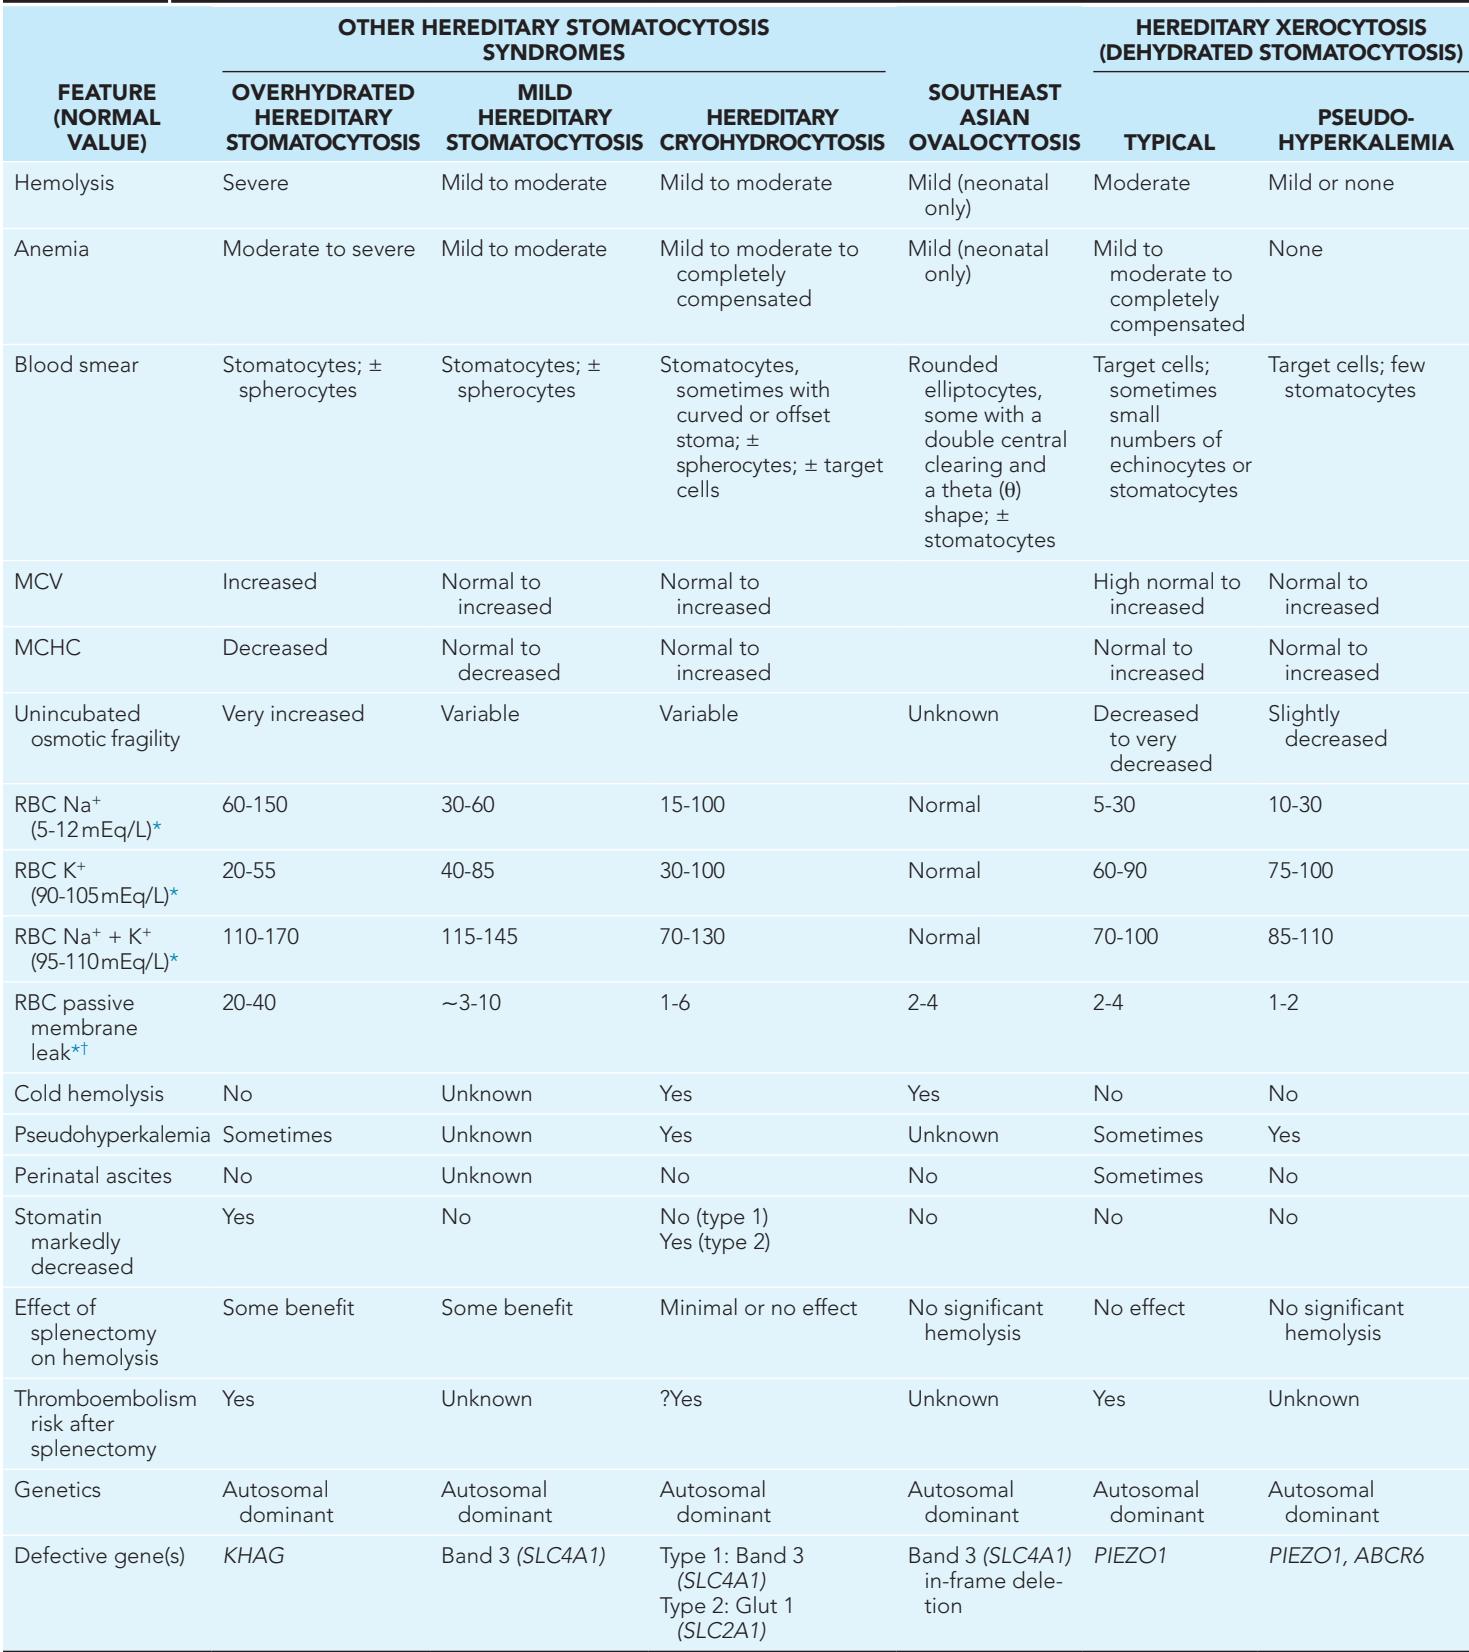 OTHER HEREDITARY STOMATOCYTOSIS
SYNDROMES
HEREDITARY XEROCYTOSIS
(DEHYDRATED STOMATOCYTOSIS)
FEATURE
(NORMAL
VALUE)
OVERHYDRATED
HEREDITARY
STOMATOCYTOSIS
MILD
HEREDITARY
STOMATOCYTOSIS
HEREDITARY
CRYOHYDROCYTOSIS
SOUTHEAST
ASIAN
OVALOCYTOSIS
TYPICAL
PSEUDO-
HYPERKALEMIA
Hemolysis
Severe
Mild to moderate
Mild to moderate
Mild (neonatal
only)
Moderate
Mild or none
Anemia
Moderate to severe
Mild to moderate
Mild to moderate to
completely
compensated
Mild (neonatal
only)
Mild to
moderate to
completely
compensated
None
Blood smear
Stomatocytes; ±
spherocytes
Stomatocytes; ±
spherocytes
Stomatocytes,
sometimes with
curved or offset
stoma; ±
spherocytes; ± target
cells
Rounded
elliptocytes,
some with a
double central
clearing and
a theta (θ)
shape; ±
stomatocytes
Target cells;
sometimes
small
numbers of
echinocytes or
stomatocytes
Target cells; few
stomatocytes
MCV
Increased
Normal to
increased
Normal to
increased
High normal to
increased
Normal to
increased
MCHC
Decreased
Normal to
decreased
Normal to
increased
Normal to
increased
Normal to
increased
Unincubated
osmotic fragility
Very increased
Variable
Variable
Unknown
Decreased
to very
decreased
Slightly
decreased
RBC Na+
(5-12 mEq/L)*
60-150
30-60
15-100
Normal
5-30
10-30
RBC K+
(90-105 mEq/L)*
20-55
40-85
30-100
Normal
60-90
75-100
RBC Na+ + K+
(95-110 mEq/L)*
110-170
115-145
70-130
Normal
70-100
85-110
RBC passive
membrane
leak*†
20-40
~3-10
1-6
2-4
2-4
1-2
Cold hemolysis
No
Unknown
Yes
Yes
No
No
Pseudohyperkalemia
Sometimes
Unknown
Yes
Unknown
Sometimes
Yes
Perinatal ascites
No
Unknown
No
No
Sometimes
No
Stomatin
markedly
decreased
Yes
No
No (type 1)
Yes (type 2)
No
No
No
Effect of
splenectomy
on hemolysis
Some benefit
Some benefit
Minimal or no effect
No significant
hemolysis
No effect
No significant
hemolysis
Thromboembolism
risk after
splenectomy
Yes
Unknown
?Yes
Unknown
Yes
Unknown
Genetics
Autosomal
dominant
Autosomal
dominant
Autosomal
dominant
Autosomal
dominant
Autosomal
dominant
Autosomal
dominant
Defective gene(s)
KHAG
Band 3 (SLC4A1)
Type 1: Band 3
(SLC4A1)
Type 2: Glut 1
(SLC2A1)
Band 3 (SLC4A1)
in-frame dele-
tion
PIEZO1
PIEZO1, ABCR6